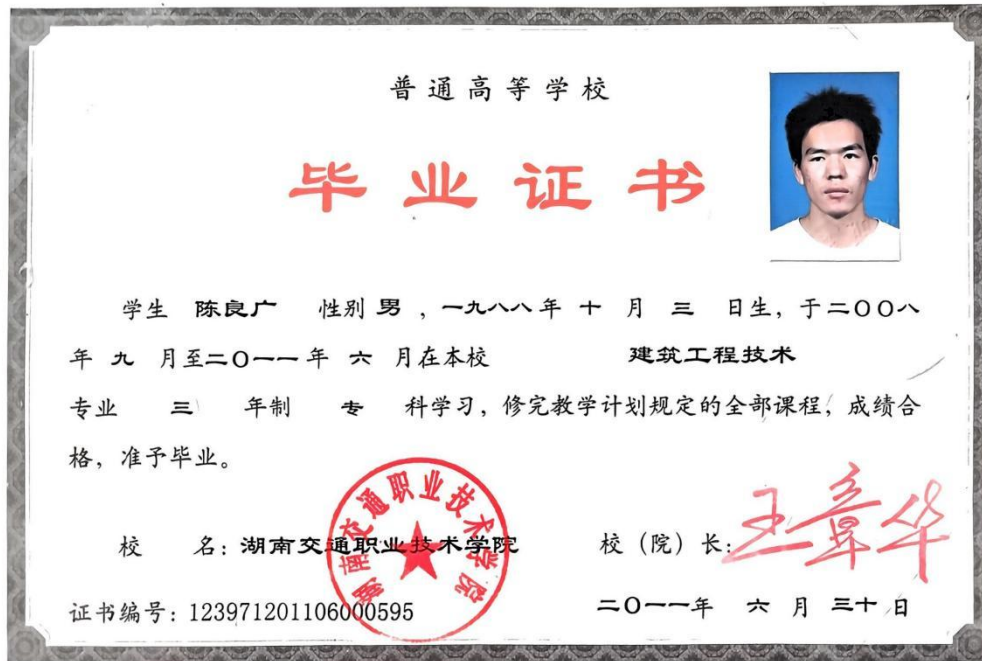 普通高等学校
毕业证书
学生 陈良广 性别 男 ，一九八八年 十 月 三 日生，于二〇〇八
年 九 月至二〇一一年 六 月在本校 建筑工程技术
专业 三 年制 专 科学习，修完教学计划规定的全部课程，成绩合
格，准予毕业。
湖南交通职业技术学院
校 名：湖南交通职业技术学院 校（院）长：王章华
证书编号：123971201106000595 二〇一一年 六 月 三十 日